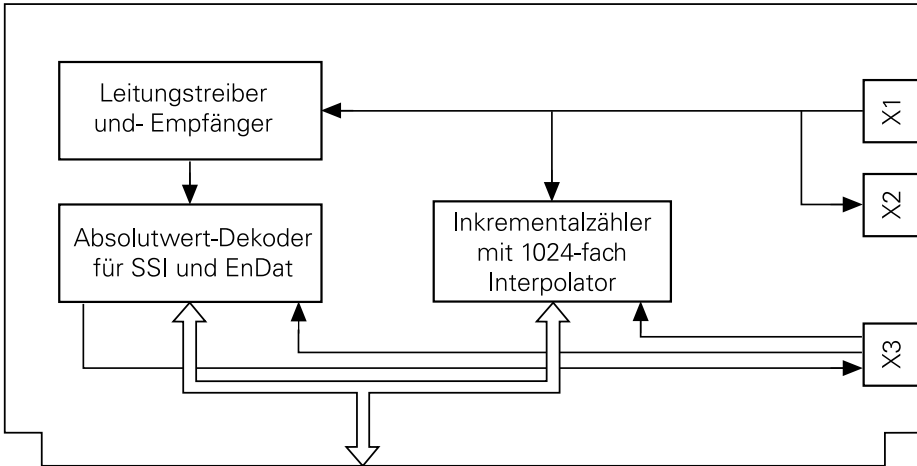 Leitungstreiber
und- Empfänger
X1
X2
Absolutwert-Dekoder
für SSI und EnDat
Inkrementalzähler
mit 1024-fach
Interpolator
X3